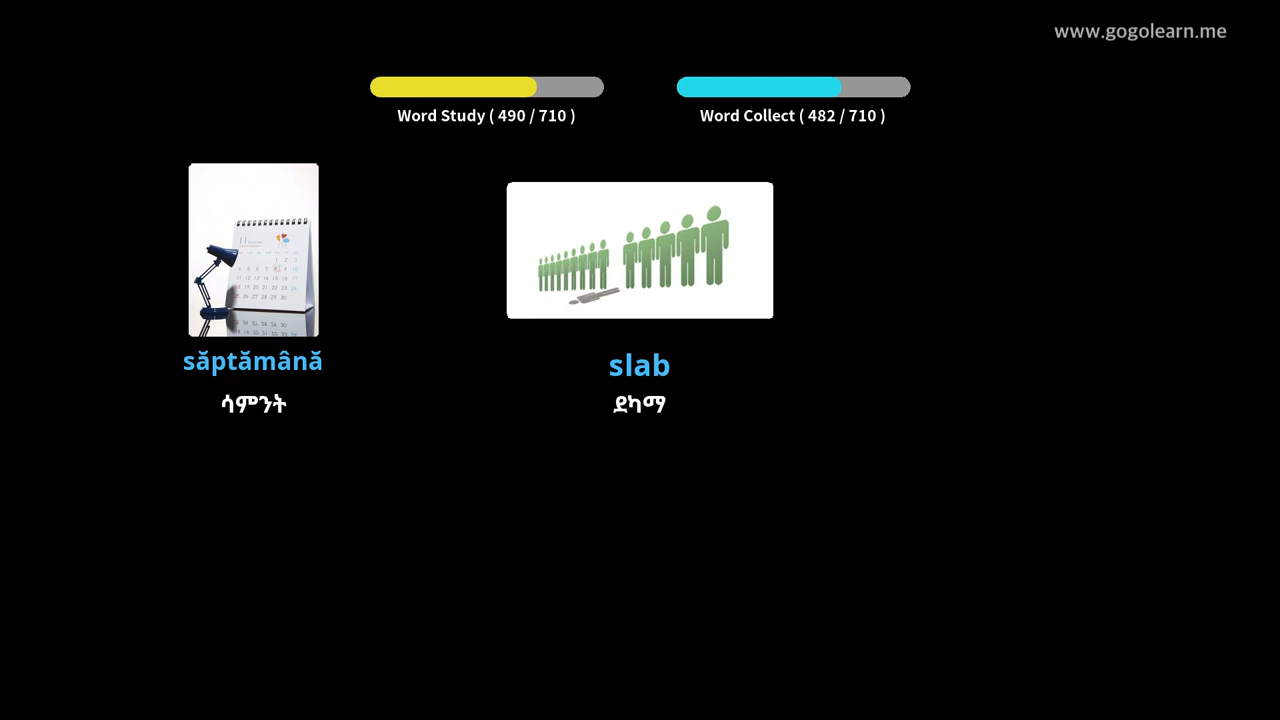 www.gogolearn.me
Word Study ( 490 / 710 )
Word Collect ( 482 / 710 )
săptămână
ሳምንት
slab
ደካማ